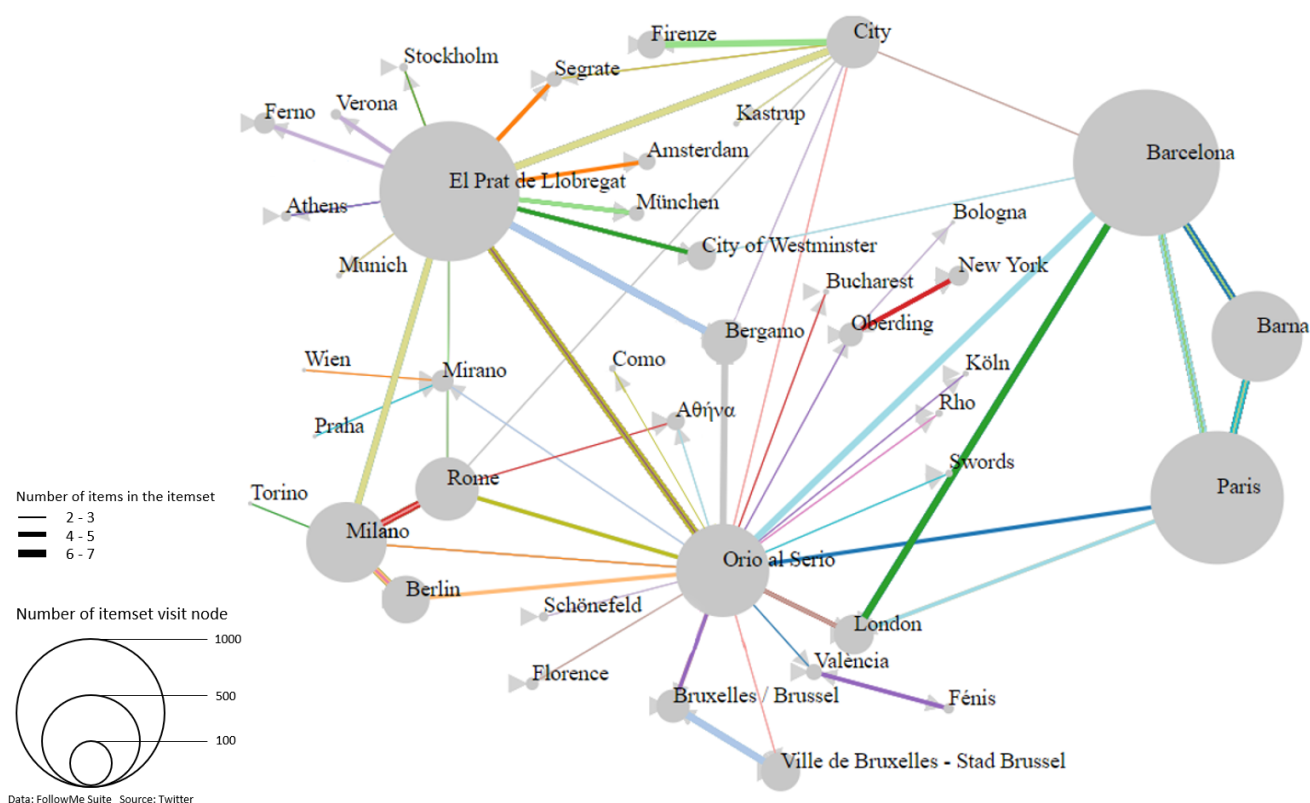 Firenze
City
Stockholm
Segrate
Verona
Ferno
Kastrup
Amsterdam
Barcelona
El Prat de Llobregat
München
Athens
Bologna
City of Westminster
Munich
New York
Bucharest
Oberding
Bergamo
Barna
Wien
Mirano
Como
Köln
Αθήνα
Rho
Praha
Swords
Rome
Paris
Torino
Number of items in the itemset
2 - 3
4 - 5
6 - 7
Milano
Orio al Serio
Berlin
Schönefeld
London
Number of itemset visit node
1000
500
100
València
Florence
Bruxelles / Brussel
Fénis
Ville de Bruxelles - Stad Brussel
Data: FollowMe Suite Source: Twitter